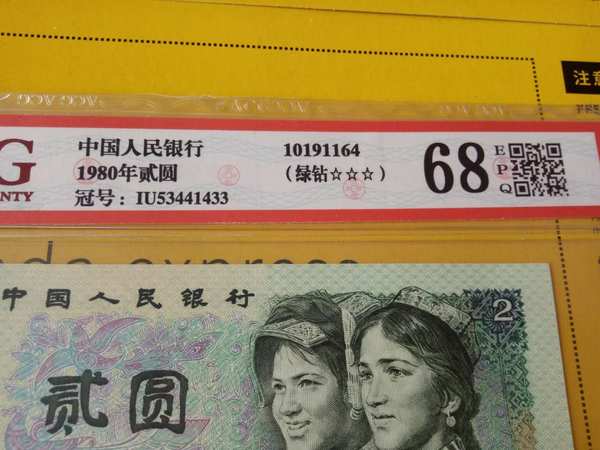 注意
G
NTY
中国人民银行
1980年贰圆
冠号：IU53441433
10191164
（绿钻☆☆☆）
68
E
P
Q
中国人民银行
2
贰圆